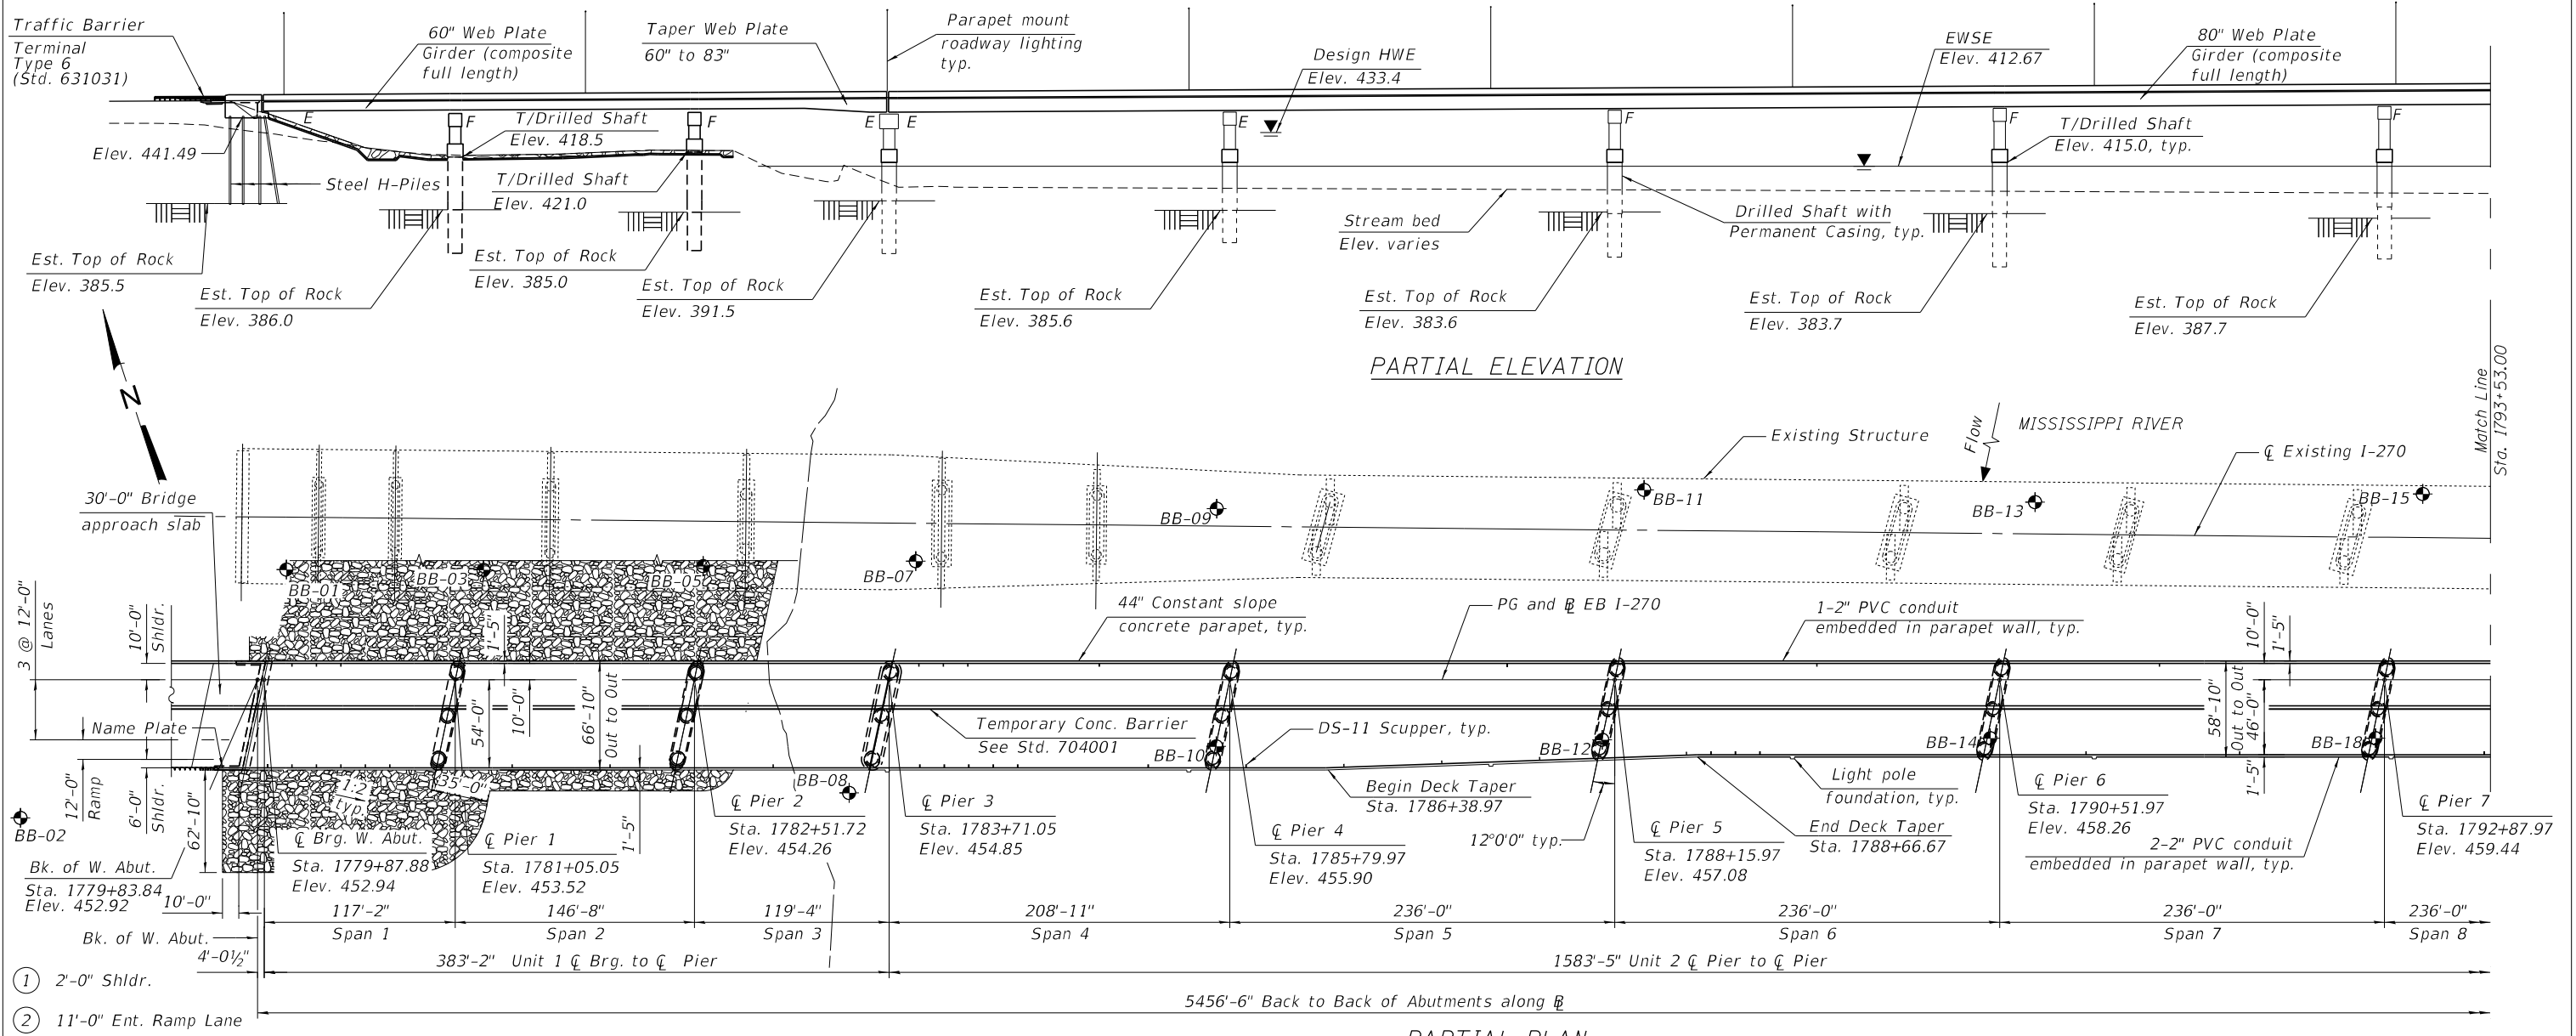 Traffic Barrier
Terminal
Type 6
(Std. 631031)
60" Web Plate
Girder (composite
full length)
Taper Web Plate
60" to 83"
Parapet mount
roadway lighting
typ.
Design HWE
Elev. 433.4
EWSE
Elev. 412.67
80" Web Plate
Girder (composite
full length)
E
F
F
E
E
E
F
F
F
T/Drilled Shaft
Elev. 418.5
T/Drilled Shaft
Elev. 415.0, typ.
Elev. 441.49
Steel H-Piles
T/Drilled Shaft
Elev. 421.0
Stream bed
Elev. varies
Drilled Shaft with
Permanent Casing, typ.
Est. Top of Rock
Elev. 385.5
Est. Top of Rock
Elev. 386.0
Est. Top of Rock
Elev. 385.0
Est. Top of Rock
Elev. 391.5
Est. Top of Rock
Elev. 385.6
Est. Top of Rock
Elev. 383.6
Est. Top of Rock
Elev. 383.7
Est. Top of Rock
Elev. 387.7
PARTIAL ELEVATION
Match Line
Sta. 1793+53.00
N
Flow
MISSISSIPPI RIVER
Existing Structure
℄ Existing I-270
30'-0" Bridge
approach slab
BB-01
BB-03
BB-05
BB-07
BB-09
BB-11
BB-13
BB-15
3 @ 12'-0"
Lanes
10'-0"
Shldr.
1'-5"
44" Constant slope
concrete parapet, typ.
PG and ⅊ EB I-270
1-2" PVC conduit
embedded in parapet wall, typ.
10'-0"
1'-5"
Name Plate
54'-0"
10'-0"
66'-10"
Out to Out
Temporary Conc. Barrier
See Std. 704001
DS-11 Scupper, typ.
58'-10"
Out to Out
46'-0"
1'-5"
BB-08
BB-10
BB-12
BB-14
BB-18
12'-0"
Ramp
6'-0"
Shldr.
62'-10"
1:2
typ.
35'-0"
1'-5"
BB-02
Begin Deck Taper
Sta. 1786+38.97
12°0'0" typ.
End Deck Taper
Sta. 1788+66.67
Light pole
foundation, typ.
2-2" PVC conduit
embedded in parapet wall, typ.
Bk. of W. Abut.
Sta. 1779+83.84
Elev. 452.92
℄ Brg. W. Abut.
Sta. 1779+87.88
Elev. 452.94
℄ Pier 1
Sta. 1781+05.05
Elev. 453.52
℄ Pier 2
Sta. 1782+51.72
Elev. 454.26
℄ Pier 3
Sta. 1783+71.05
Elev. 454.85
℄ Pier 4
Sta. 1785+79.97
Elev. 455.90
℄ Pier 5
Sta. 1788+15.97
Elev. 457.08
℄ Pier 6
Sta. 1790+51.97
Elev. 458.26
℄ Pier 7
Sta. 1792+87.97
Elev. 459.44
10'-0"
117'-2"
Span 1
146'-8"
Span 2
119'-4"
Span 3
208'-11"
Span 4
236'-0"
Span 5
236'-0"
Span 6
236'-0"
Span 7
236'-0"
Span 8
Bk. of W. Abut.
4'-0½"
383'-2" Unit 1 ℄ Brg. to ℄ Pier
1583'-5" Unit 2 ℄ Pier to ℄ Pier
1 2'-0" Shldr.
5456'-6" Back to Back of Abutments along ⅊
2 11'-0" Ent. Ramp Lane
PARTIAL PLAN